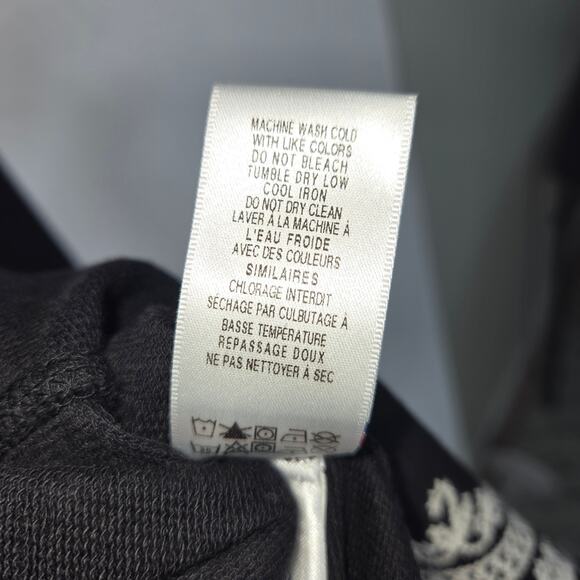 MACHINE WASH COLD
WITH LIKE COLORS
DO NOT BLEACH
TUMBLE DRY LOW
COOL IRON
DO NOT DRY CLEAN
LAVER À LA MACHINE À
L'EAU FROIDE
AVEC DES COULEURS
SIMILAIRES
CHLORAGE INTERDIT
SÉCHAGE PAR CULBUTAGE À
BASSE TEMPÉRATURE
REPASSAGE DOUX
NE PAS NETTOYER À SEC